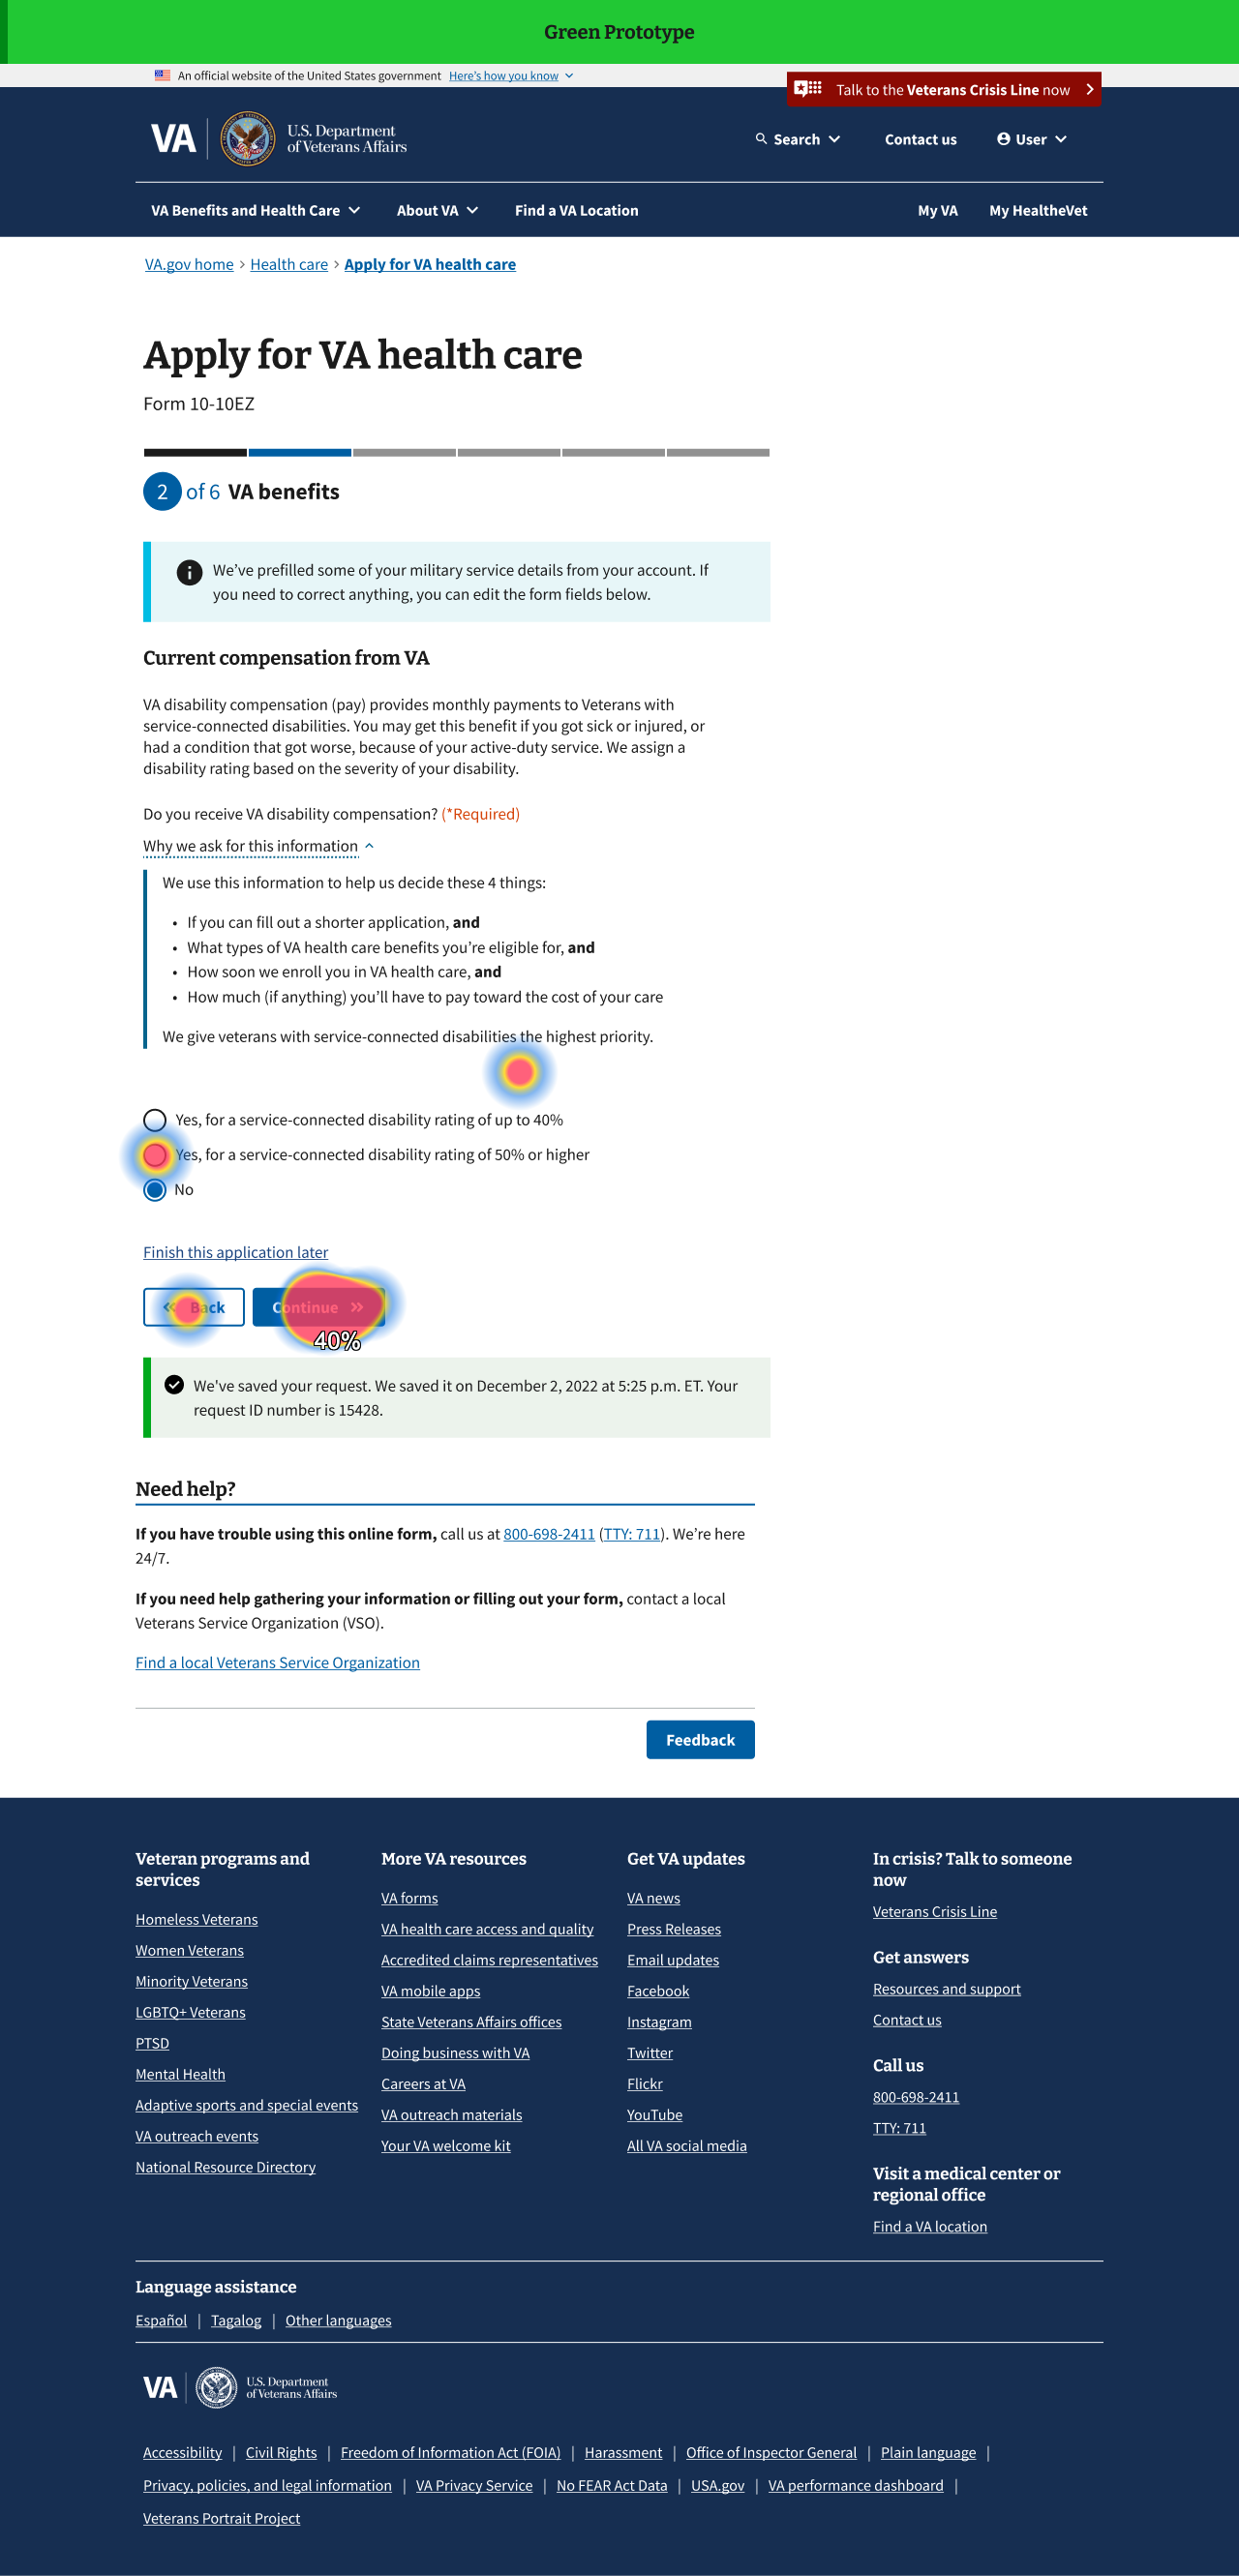 Green Prototype
An official website of the United States government Here's how you know
Talk to the Veterans Crisis Line now
VA
U.S. Department
of Veterans Affairs
Search Contact us User
VA Benefits and Health Care About VA Find a VA Location My VA My HealtheVet
VA.gov home > Health care > Apply for VA health care
Apply for VA health care
Form 10-10EZ
2 of 6 VA benefits
We’ve prefilled some of your military service details from your account. If
you need to correct anything, you can edit the form fields below.
Current compensation from VA
VA disability compensation (pay) provides monthly payments to Veterans with
service-connected disabilities. You may get this benefit if you got sick or injured, or
had a condition that got worse, because of your active-duty service. We assign a
disability rating based on the severity of your disability.
Do you receive VA disability compensation? (*Required)
Why we ask for this information
We use this information to help us decide these 4 things:
• If you can fill out a shorter application, and
• What types of VA health care benefits you’re eligible for, and
• How soon we enroll you in VA health care, and
• How much (if anything) you’ll have to pay toward the cost of your care
We give veterans with service-connected disabilities the highest priority.
Yes, for a service-connected disability rating of up to 40%
Yes, for a service-connected disability rating of 50% or higher
No
Finish this application later
Back Continue
40%
We've saved your request. We saved it on December 2, 2022 at 5:25 p.m. ET. Your
request ID number is 15428.
Need help?
If you have trouble using this online form, call us at 800-698-2411 (TTY: 711). We’re here
24/7.
If you need help gathering your information or filling out your form, contact a local
Veterans Service Organization (VSO).
Find a local Veterans Service Organization
Feedback
Veteran programs and
services
Homeless Veterans
Women Veterans
Minority Veterans
LGBTQ+ Veterans
PTSD
Mental Health
Adaptive sports and special events
VA outreach events
National Resource Directory
More VA resources
VA forms
VA health care access and quality
Accredited claims representatives
VA mobile apps
State Veterans Affairs offices
Doing business with VA
Careers at VA
VA outreach materials
Your VA welcome kit
Get VA updates
VA news
Press Releases
Email updates
Facebook
Instagram
Twitter
Flickr
YouTube
All VA social media
In crisis? Talk to someone
now
Veterans Crisis Line
Get answers
Resources and support
Contact us
Call us
800-698-2411
TTY: 711
Visit a medical center or
regional office
Find a VA location
Language assistance
Español | Tagalog | Other languages
VA
U.S. Department
of Veterans Affairs
Accessibility | Civil Rights | Freedom of Information Act (FOIA) | Harassment | Office of Inspector General | Plain language |
Privacy, policies, and legal information | VA Privacy Service | No FEAR Act Data | USA.gov | VA performance dashboard |
Veterans Portrait Project